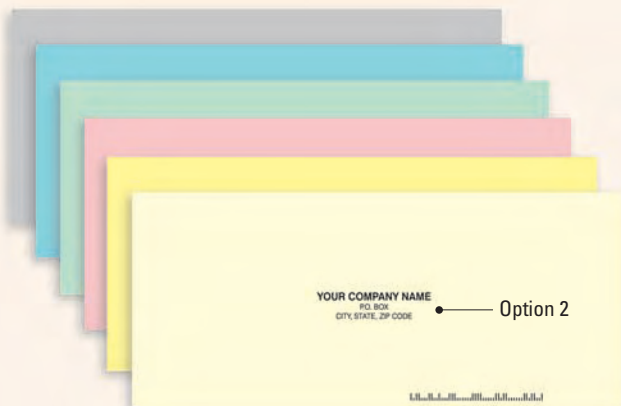 YOUR COMPANY NAME
P.O. BOX
CITY, STATE, ZIP CODE
Option 2